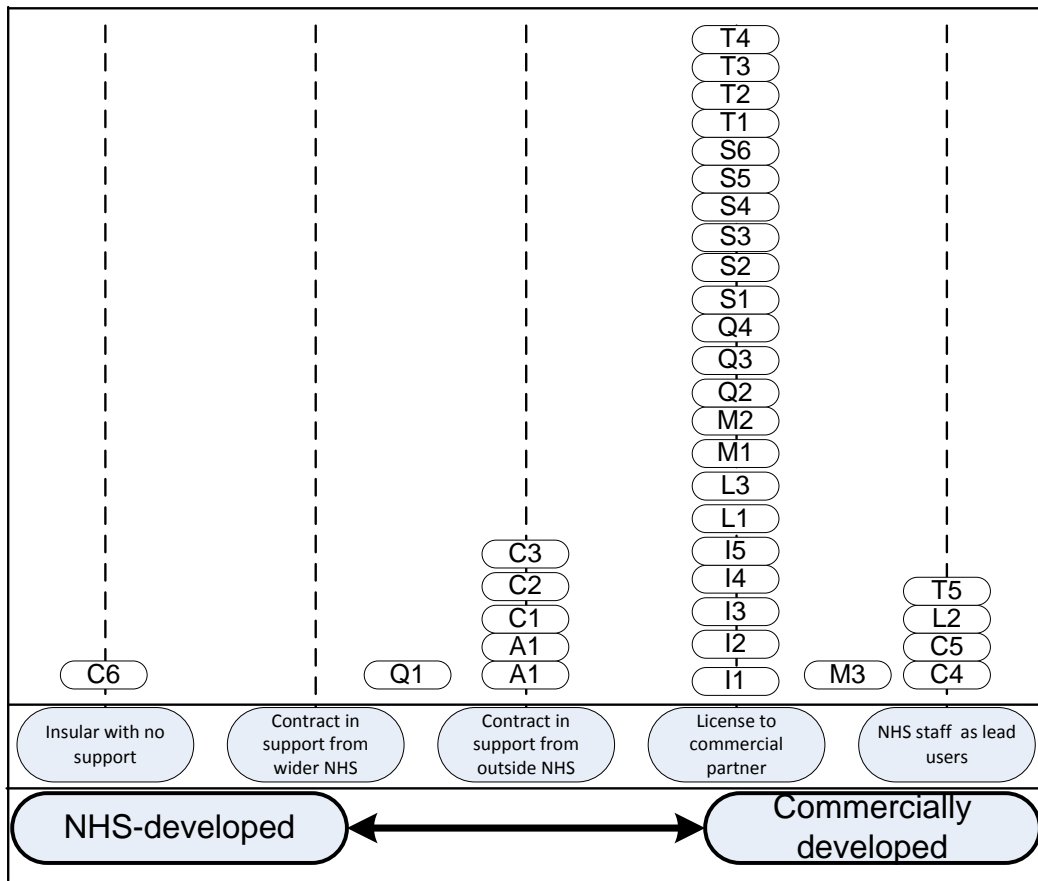 T4
T3
T2
T1
S6
S5
S4
S3
S2
S1
Q4
Q3
Q2
M2
M1
L3
L1
I5
I4
I3
I2
I1
C3
C2
C1
A1
A1
T5
L2
C5
C4
C6
Q1
M3
Insular with no
support
Contract in
support from
wider NHS
Contract in
support from
outside NHS
License to
commercial
partner
NHS staff as lead
users
NHS-developed
Commercially
developed